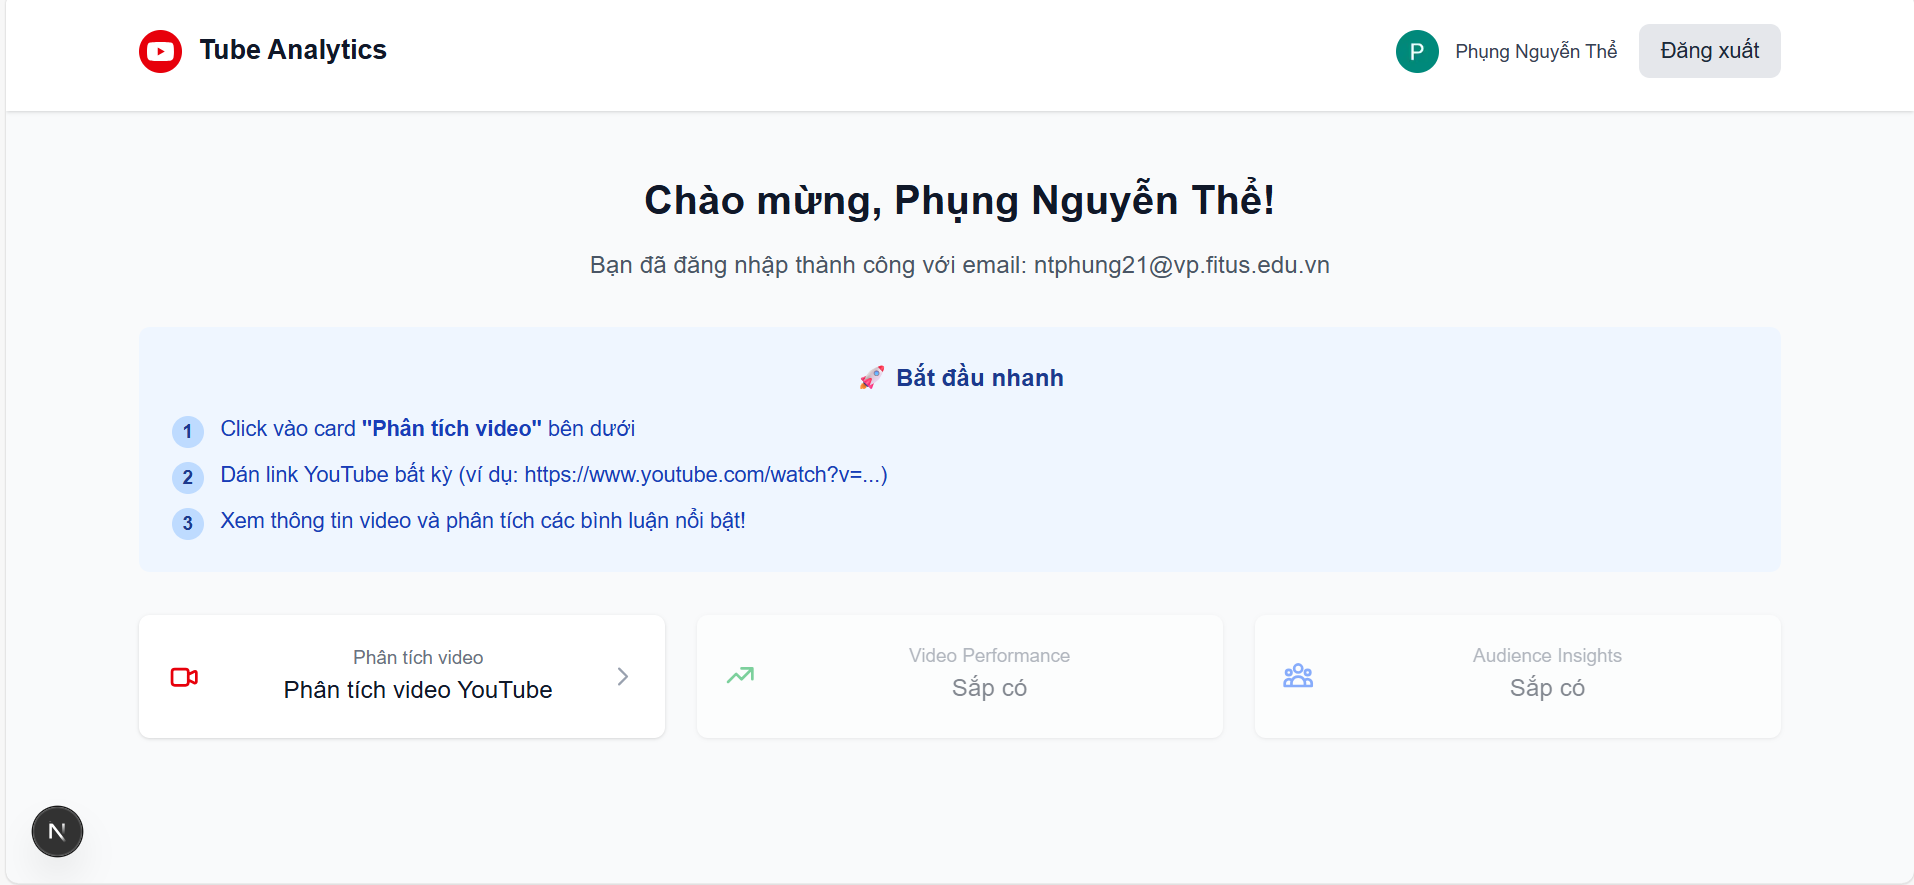 Tube Analytics
P
Phụng Nguyễn Thể
Đăng xuất
Chào mừng, Phụng Nguyễn Thể!
Bạn đã đăng nhập thành công với email: ntphung21@vp.fitus.edu.vn
🚀 Bắt đầu nhanh
1 Click vào card "Phân tích video" bên dưới
2 Dán link YouTube bất kỳ (ví dụ: https://www.youtube.com/watch?v=...)
3 Xem thông tin video và phân tích các bình luận nổi bật!
Phân tích video
Phân tích video YouTube
Video Performance
Sắp có
Audience Insights
Sắp có
N